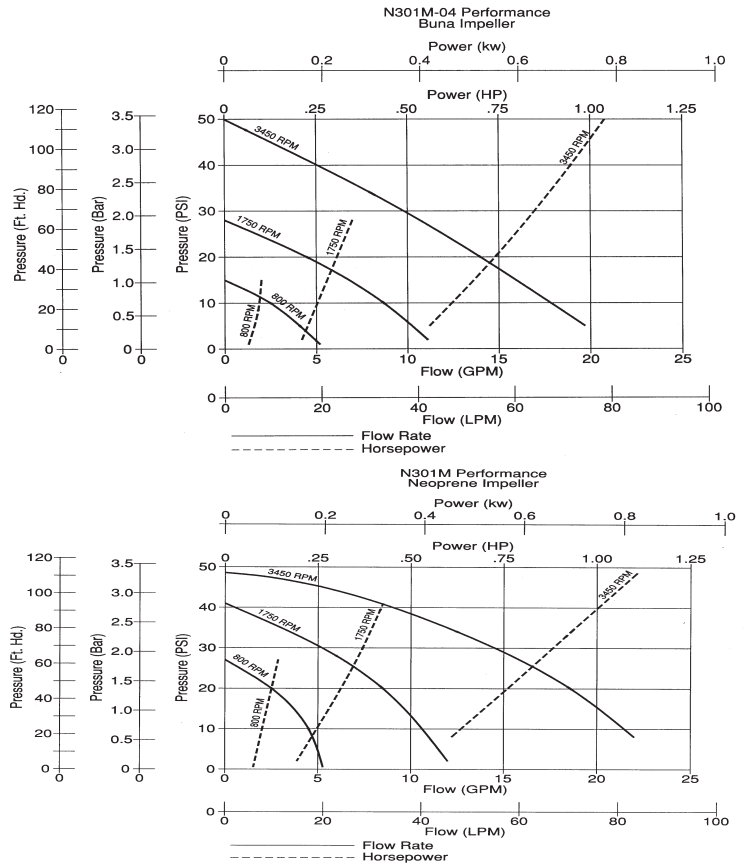 N301M-04 Performance
Buna Impeller
Power (kw)
0 0.2 0.4 0.6 0.8 1.0
Power (HP)
0 .25 .50 .75 1.00 1.25
Pressure (Ft. Hd.)
120
100
80
60
40
20
0
0
Pressure (Bar)
3.5
3.0
2.5
2.0
1.5
1.0
0.5
0
0
Pressure (PSI)
50
40
30
20
10
0
3450 RPM
3450 RPM
1750 RPM
1750 RPM
800 RPM
800 RPM
0 5 10 15 20 25
Flow (GPM)
0
0 20 40 60 80 100
Flow (LPM)
Flow Rate
Horsepower
N301M Performance
Neoprene Impeller
Power (kw)
0 0.2 0.4 0.6 0.8 1.0
Power (HP)
0 .25 .50 .75 1.00 1.25
Pressure (Ft. Hd.)
120
100
80
60
40
20
0
0
Pressure (Bar)
3.5
3.0
2.5
2.0
1.5
1.0
0.5
0
0
Pressure (PSI)
50
40
30
20
10
0
3450 RPM
3450 RPM
1750 RPM
1750 RPM
800 RPM
800 RPM
0 5 10 15 20 25
Flow (GPM)
0
0 20 40 60 80 100
Flow (LPM)
Flow Rate
Horsepower